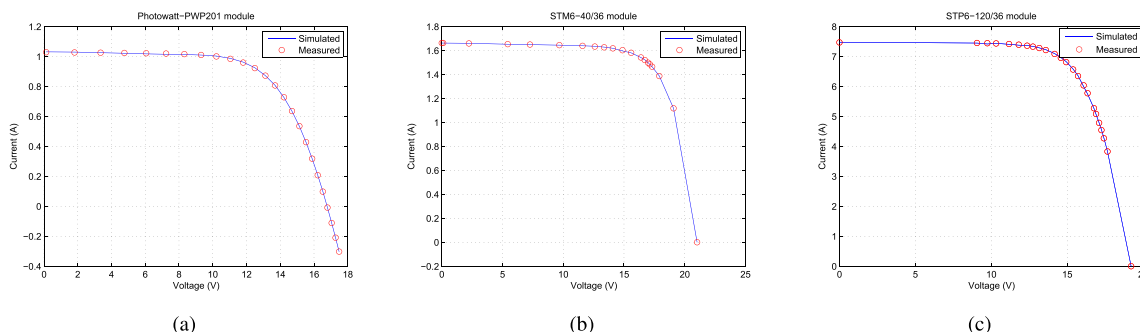 Photowatt−PWP201 module
Simulated
Measured
1.2
1
0.8
0.6
0.4
0.2
0
−0.2
−0.4
Current (A)
0 2 4 6 8 10 12 14 16 18
Voltage (V)
(a)
STM6−40/36 module
Simulated
Measured
1.8
1.6
1.4
1.2
1
0.8
0.6
0.4
0.2
0
−0.2
Current (A)
0 5 10 15 20 25
Voltage (V)
(b)
STP6−120/36 module
Simulated
Measured
8
7
6
5
4
3
2
1
0
Current (A)
0 5 10 15
Voltage (V)
(c)